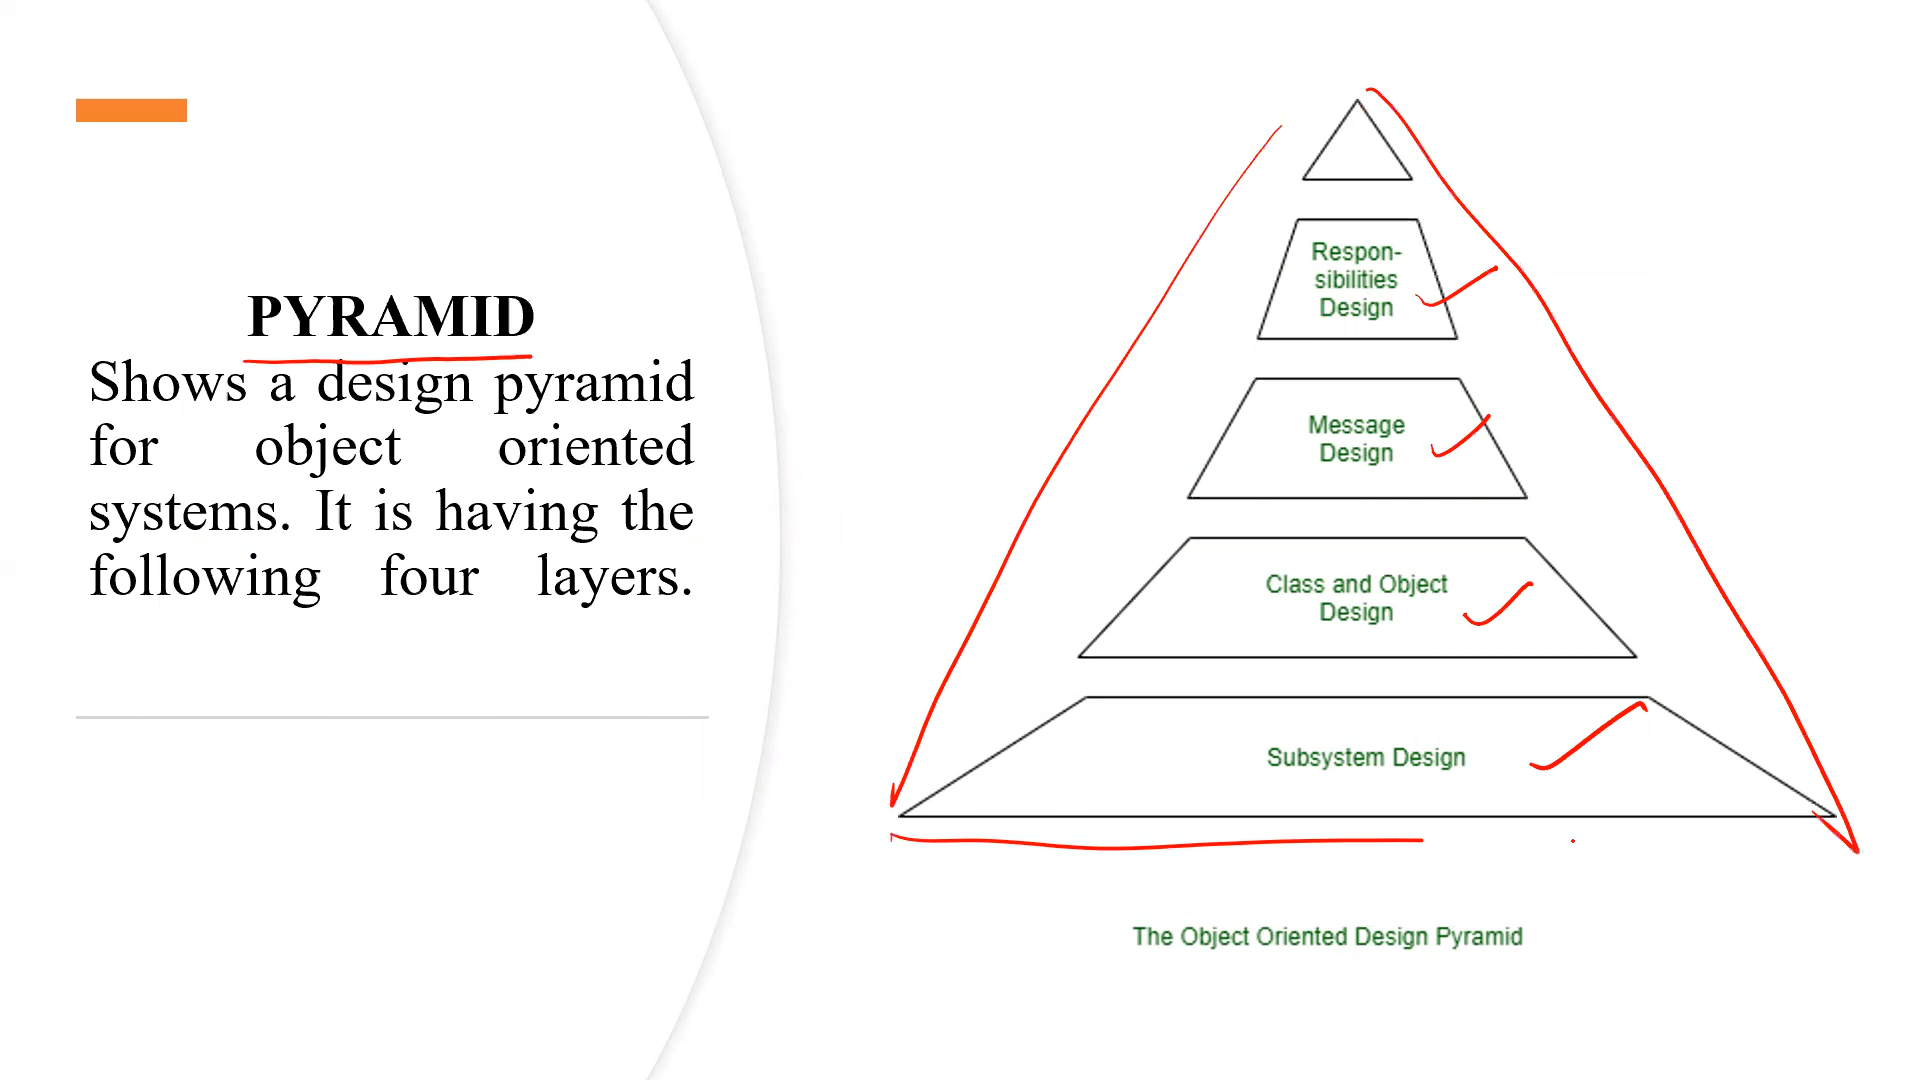 PYRAMID
Shows a design pyramid
for object oriented
systems. It is having the
following four layers.
Respon-
sibilities
Design
Message
Design
Class and Object
Design
Subsystem Design
The Object Oriented Design Pyramid